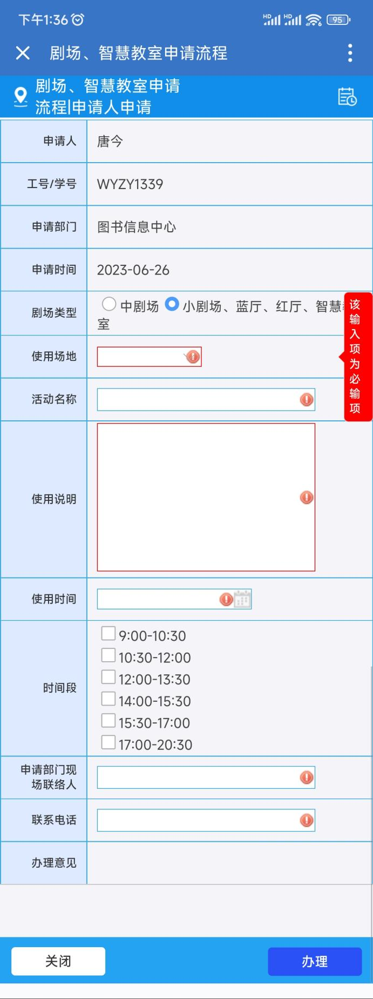 下午1:36
HD HD 6 95
剧场、智慧教室申请流程
剧场、智慧教室申请
流程|申请人申请
申请人 唐今
工号/学号 WYZY1339
申请部门 图书信息中心
申请时间 2023-06-26
剧场类型 中剧场 小剧场、蓝厅、红厅、智慧
室
该输入项为必输项
使用场地
活动名称
使用说明
使用时间
时间段
9:00-10:30
10:30-12:00
12:00-13:30
14:00-15:30
15:30-17:00
17:00-20:30
申请部门现
场联络人
联系电话
办理意见
关闭 办理